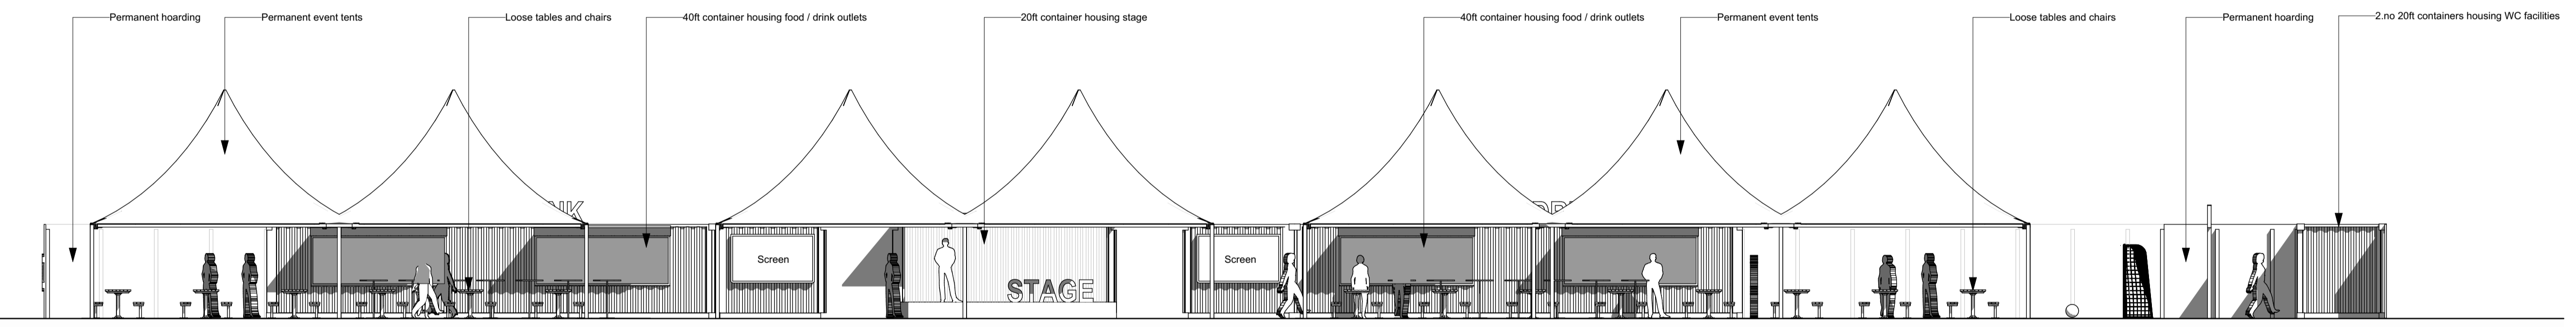 Permanent hoarding
Permanent event tents
Loose tables and chairs
40ft container housing food / drink outlets
20ft container housing stage
40ft container housing food / drink outlets
Permanent event tents
Loose tables and chairs
Permanent hoarding
2.no 20ft containers housing WC facilities
Screen
STAGE
Screen